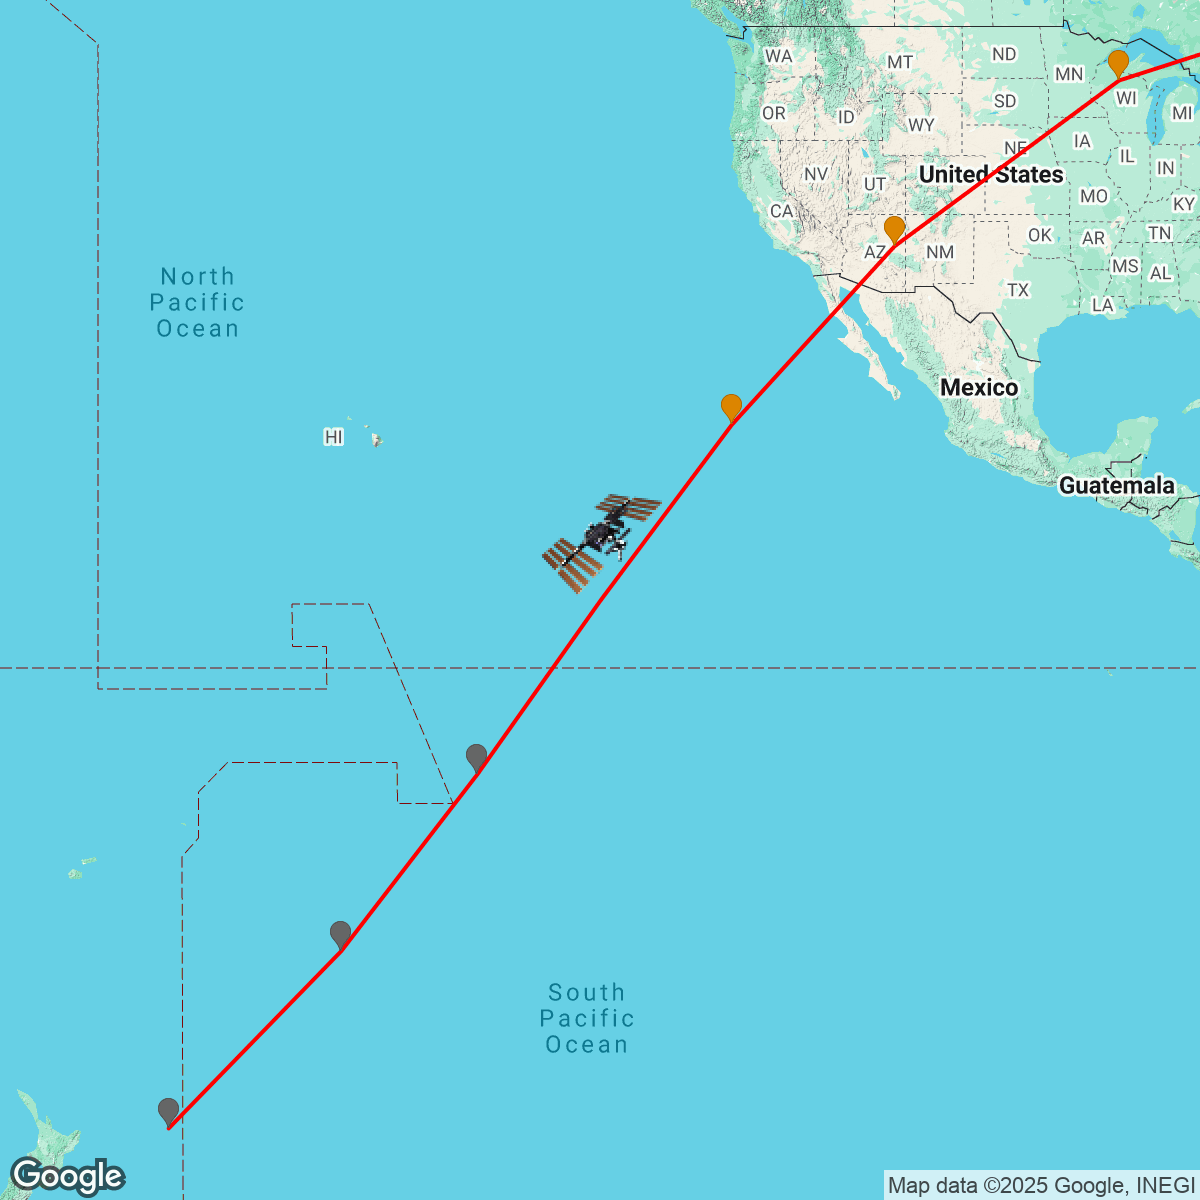 WA
MT
ND
MN
OR
ID
SD
WI
WY
MI
NE
IA
NV
UT
United States
IL
IN
CA
MO
KY
AZ
NM
OK
AR
TN
MS
AL
TX
LA
North
Pacific
Ocean
Mexico
HI
Guatemala
South
Pacific
Ocean
Google
Map data ©2025 Google, INEGI